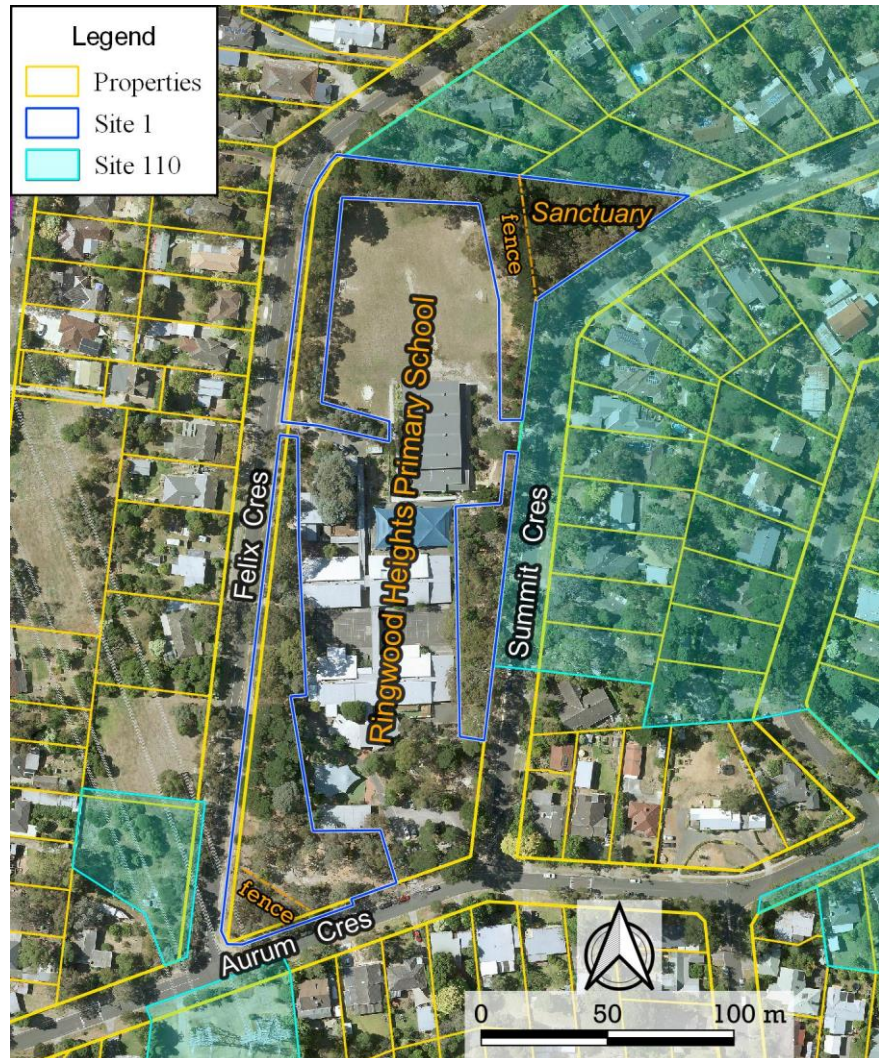 Legend
Properties
Site 1
Site 110
Sanctuary
fence
Ringwood Heights Primary School
Felix Cres
Summit Cres
fence
Aurum Cres
0 50 100 m